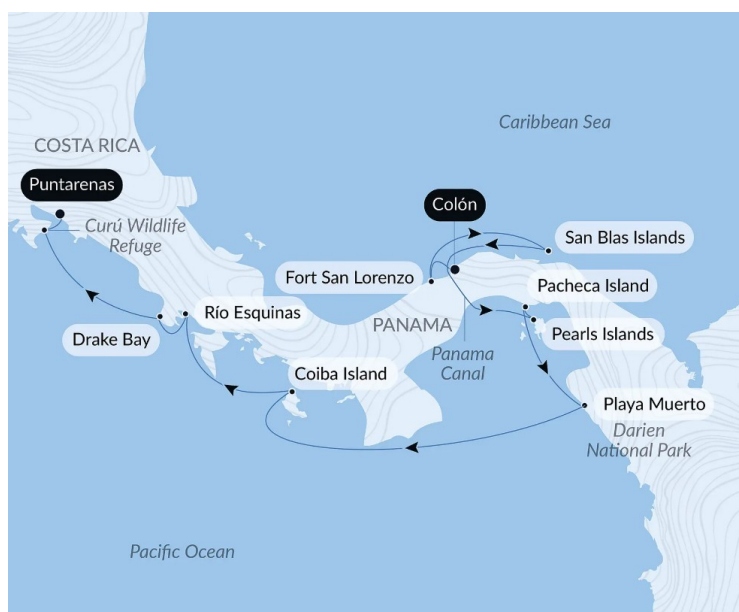 Caribbean Sea
COSTA RICA
Puntarenas
Curú Wildlife
Refuge
Colón
San Blas Islands
Fort San Lorenzo
Pacheca Island
Río Esquinas
PANAMA
Pearls Islands
Drake Bay
Panama
Canal
Coiba Island
Playa Muerto
Darien
National Park
Pacific Ocean